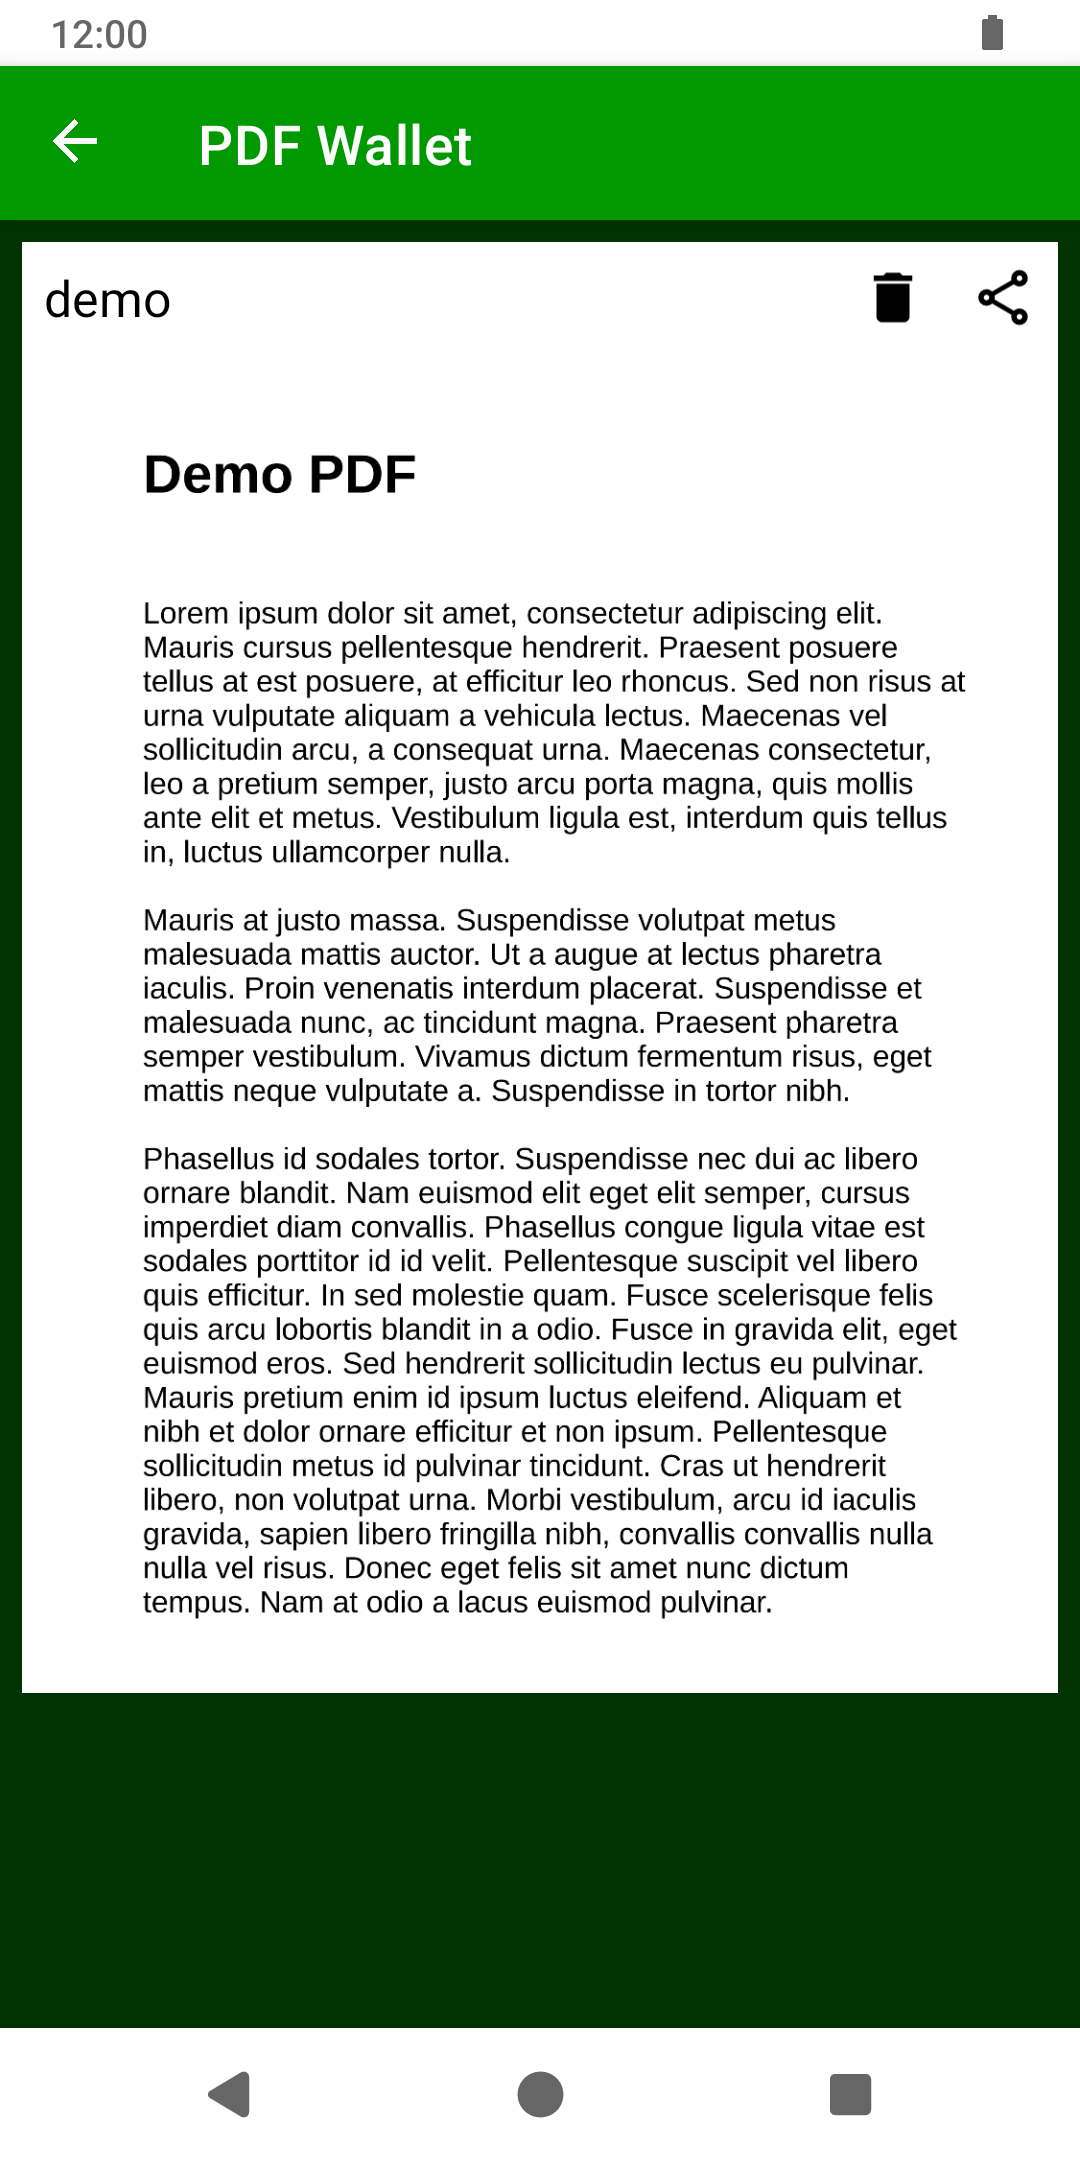 12:00
PDF Wallet
demo
Demo PDF
Lorem ipsum dolor sit amet, consectetur adipiscing elit.
Mauris cursus pellentesque hendrerit. Praesent posuere
tellus at est posuere, at efficitur leo rhoncus. Sed non risus at
urna vulputate aliquam a vehicula lectus. Maecenas vel
sollicitudin arcu, a consequat urna. Maecenas consectetur,
leo a pretium semper, justo arcu porta magna, quis mollis
ante elit et metus. Vestibulum ligula est, interdum quis tellus
in, luctus ullamcorper nulla.
Mauris at justo massa. Suspendisse volutpat metus
malesuada mattis auctor. Ut a augue at lectus pharetra
iaculis. Proin venenatis interdum placerat. Suspendisse et
malesuada nunc, ac tincidunt magna. Praesent pharetra
semper vestibulum. Vivamus dictum fermentum risus, eget
mattis neque vulputate a. Suspendisse in tortor nibh.
Phasellus id sodales tortor. Suspendisse nec dui ac libero
ornare blandit. Nam euismod elit eget elit semper, cursus
imperdiet diam convallis. Phasellus congue ligula vitae est
sodales porttitor id id velit. Pellentesque suscipit vel libero
quis efficitur. In sed molestie quam. Fusce scelerisque felis
quis arcu lobortis blandit in a odio. Fusce in gravida elit, eget
euismod eros. Sed hendrerit sollicitudin lectus eu pulvinar.
Mauris pretium enim id ipsum luctus eleifend. Aliquam et
nibh et dolor ornare efficitur et non ipsum. Pellentesque
sollicitudin metus id pulvinar tincidunt. Cras ut hendrerit
libero, non volutpat urna. Morbi vestibulum, arcu id iaculis
gravida, sapien libero fringilla nibh, convallis convallis nulla
nulla vel risus. Donec eget felis sit amet nunc dictum
tempus. Nam at odio a lacus euismod pulvinar.